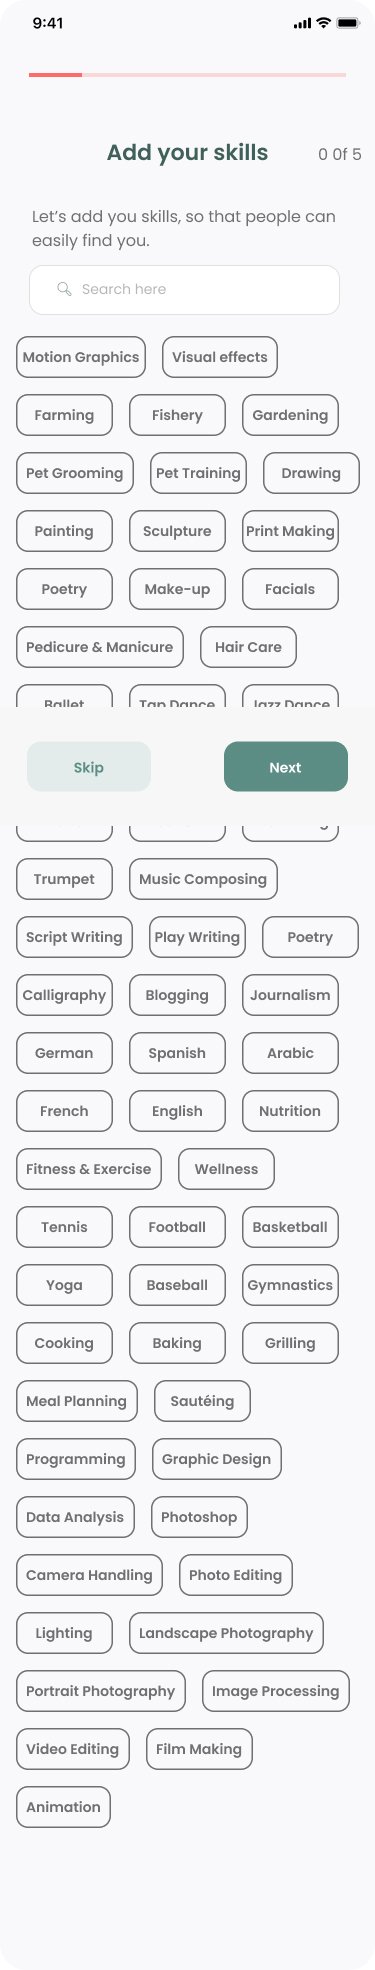 9:41
Add your skills 0 0f 5
Let's add you skills, so that people can
easily find you.
Search here
Motion Graphics Visual effects
Farming Fishery Gardening
Pet Grooming Pet Training Drawing
Painting Sculpture Print Making
Poetry Make-up Facials
Pedicure & Manicure Hair Care
Ballet Tap Dance Jazz Dance
Skip Next
Trumpet Music Composing
Script Writing Play Writing Poetry
Calligraphy Blogging Journalism
German Spanish Arabic
French English Nutrition
Fitness & Exercise Wellness
Tennis Football Basketball
Yoga Baseball Gymnastics
Cooking Baking Grilling
Meal Planning Sautéing
Programming Graphic Design
Data Analysis Photoshop
Camera Handling Photo Editing
Lighting Landscape Photography
Portrait Photography Image Processing
Video Editing Film Making
Animation